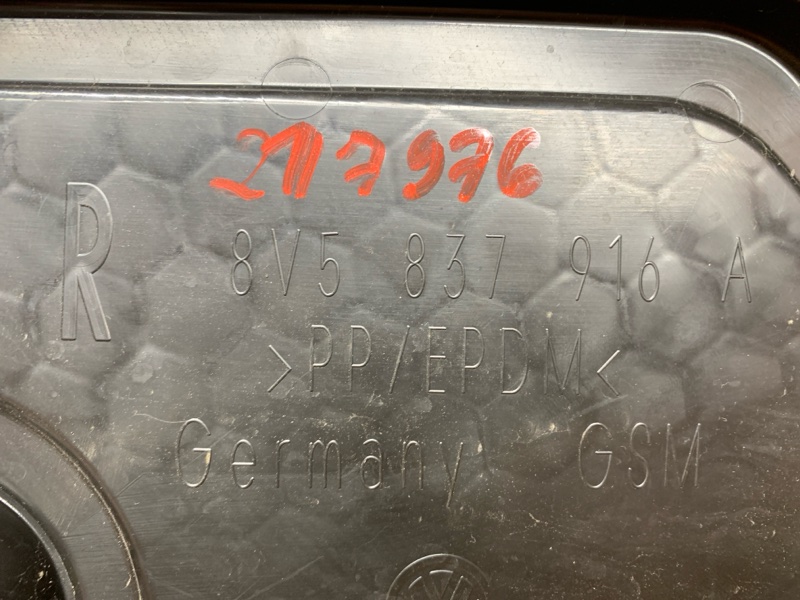 217976
R
8V5 837 916 A
>PP/EPDM<
Germany GSM